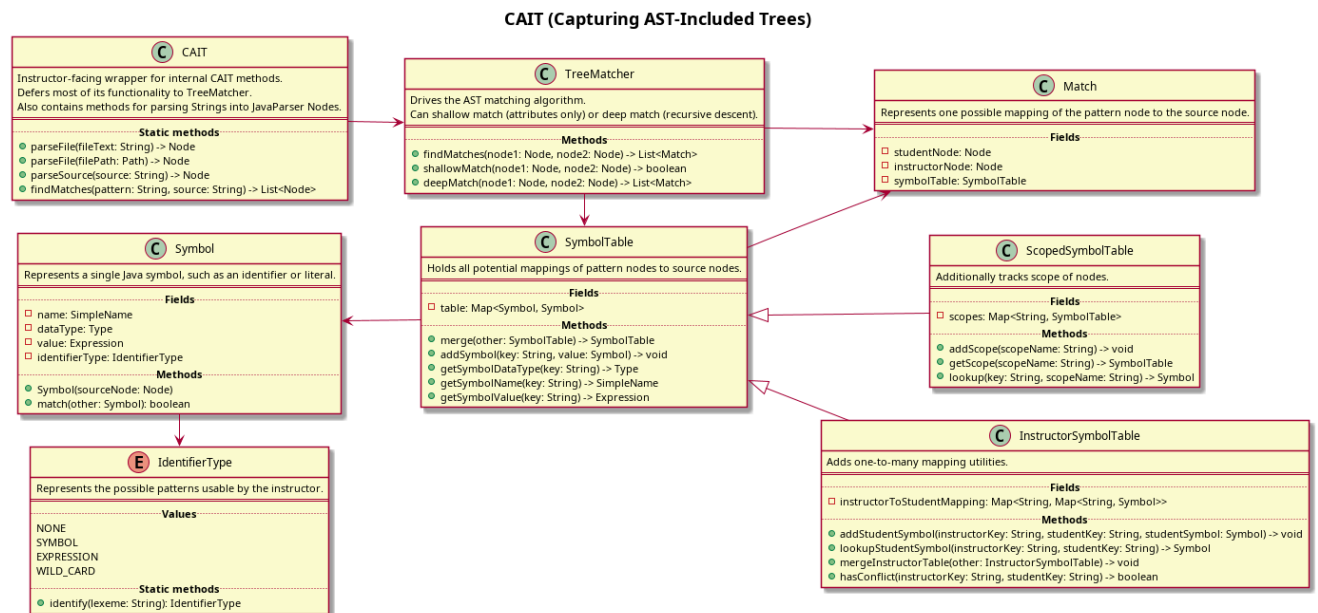 CAIT (Capturing AST-Included Trees)
C CAIT
Instructor-facing wrapper for internal CAIT methods.
Defers most of its functionality to TreeMatcher.
Also contains methods for parsing Strings into JavaParser Nodes.
Static methods
parseFile(fileText: String) -> Node
parseFile(filePath: Path) -> Node
parseSource(source: String) -> Node
findMatches(pattern: String, source: String) -> List<Node>
C TreeMatcher
Drives the AST matching algorithm.
Can shallow match (attributes only) or deep match (recursive descent).
Methods
findMatches(node1: Node, node2: Node) -> List<Match>
shallowMatch(node1: Node, node2: Node) -> boolean
deepMatch(node1: Node, node2: Node) -> List<Match>
C Match
Represents one possible mapping of the pattern node to the source node.
Fields
studentNode: Node
instructorNode: Node
symbolTable: SymbolTable
C Symbol
Represents a single Java symbol, such as an identifier or literal.
Fields
name: SimpleName
dataType: Type
value: Expression
identifierType: IdentifierType
Methods
Symbol(sourceNode: Node)
match(other: Symbol): boolean
C SymbolTable
Holds all potential mappings of pattern nodes to source nodes.
Fields
table: Map<Symbol, Symbol>
Methods
merge(other: SymbolTable) -> SymbolTable
addSymbol(key: String, value: Symbol) -> void
getSymbolDataType(key: String) -> Type
getSymbolName(key: String) -> SimpleName
getSymbolValue(key: String) -> Expression
C ScopedSymbolTable
Additionally tracks scope of nodes.
Fields
scopes: Map<String, SymbolTable>
Methods
addScope(scopeName: String) -> void
getScope(scopeName: String) -> SymbolTable
lookup(key: String, scopeName: String) -> Symbol
E IdentifierType
Represents the possible patterns usable by the instructor.
Values
NONE
SYMBOL
EXPRESSION
WILD_CARD
Static methods
identify(lexeme: String): IdentifierType
C InstructorSymbolTable
Adds one-to-many mapping utilities.
Fields
instructorToStudentMapping: Map<String, Map<String, Symbol>>
Methods
addStudentSymbol(instructorKey: String, studentKey: String, studentSymbol: Symbol) -> void
lookupStudentSymbol(instructorKey: String, studentKey: String) -> Symbol
mergeInstructorTable(other: InstructorSymbolTable) -> void
hasConflict(instructorKey: String, studentKey: String) -> boolean